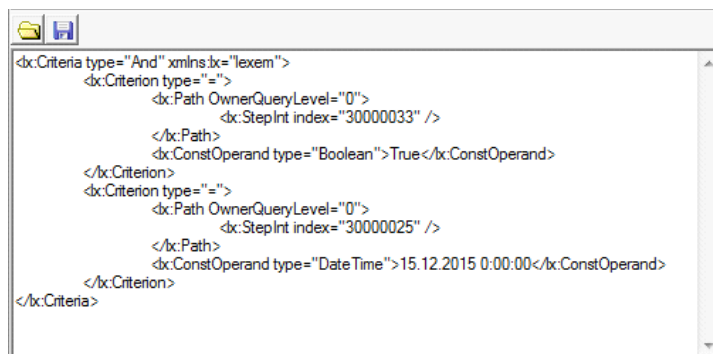 <lx:Criteria type="And" xmlns:lx="lexem">
<lx:Criterion type="=">
<lx:Path OwnerQueryLevel="0">
<lx:StepInt index="30000033" />
</lx:Path>
<lx:ConstOperand type="Boolean">True</lx:ConstOperand>
</lx:Criterion>
<lx:Criterion type="=">
<lx:Path OwnerQueryLevel="0">
<lx:StepInt index="30000025" />
</lx:Path>
<lx:ConstOperand type="DateTime">15.12.2015 0:00:00</lx:ConstOperand>
</lx:Criterion>
</lx:Criteria>